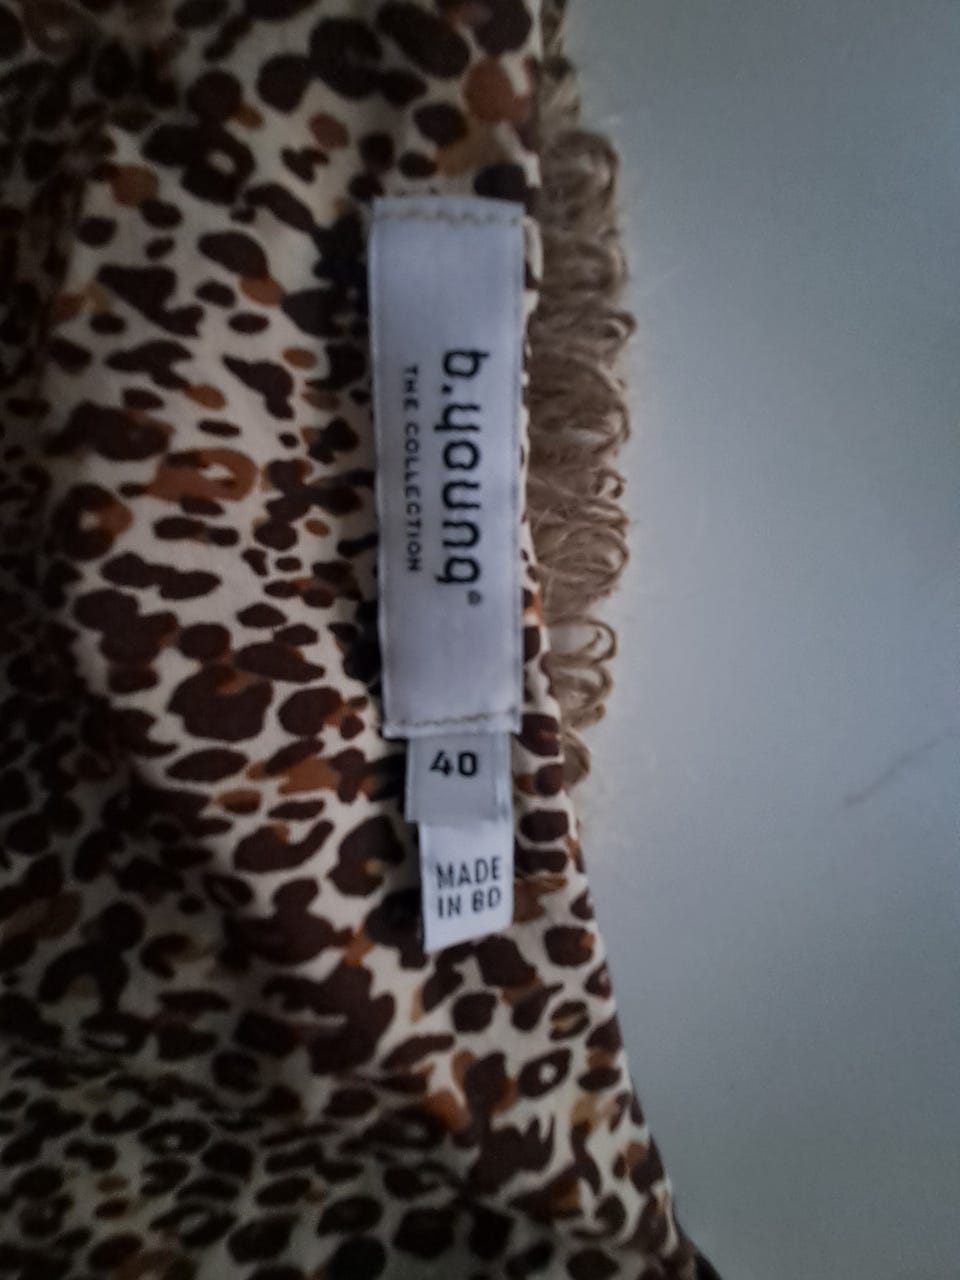 b.young®
THE COLLECTION
40
MADE
IN BD